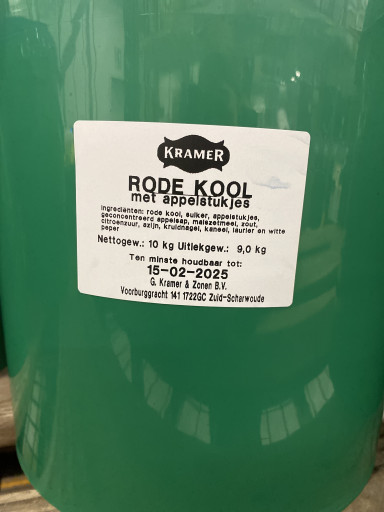 KRAMER
RODE KOOL
met appelstukjes
Ingrediënten: rode kool, suiker, appelstukjes,
geconcentreerd appelsap, maïszetmeel, zout,
citroenzuur, azijn, kruidnagel, kaneel, laurier en witte
peper
Nettogew.: 10 kg Uitlekgew.: 9,0 kg
Ten minste houdbaar tot:
15-02-2025
G. Kramer & Zonen B.V.
Voorburggracht 141 1722GC Zuid-Scharwoude